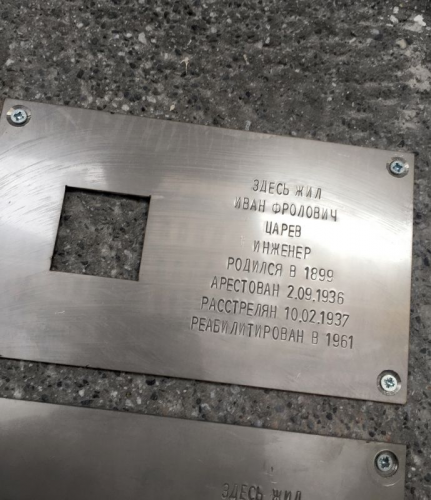 ЗДЕСЬ ЖИЛ
ИВАН ФРОЛОВИЧ
ЦАРЕВ
ИНЖЕНЕР
РОДИЛСЯ В 1899
АРЕСТОВАН 2.09.1936
РАССТРЕЛЯН 10.02.1937
РЕАБИЛИТИРОВАН В 1961
ЗДЕСЬ ЖИЛ